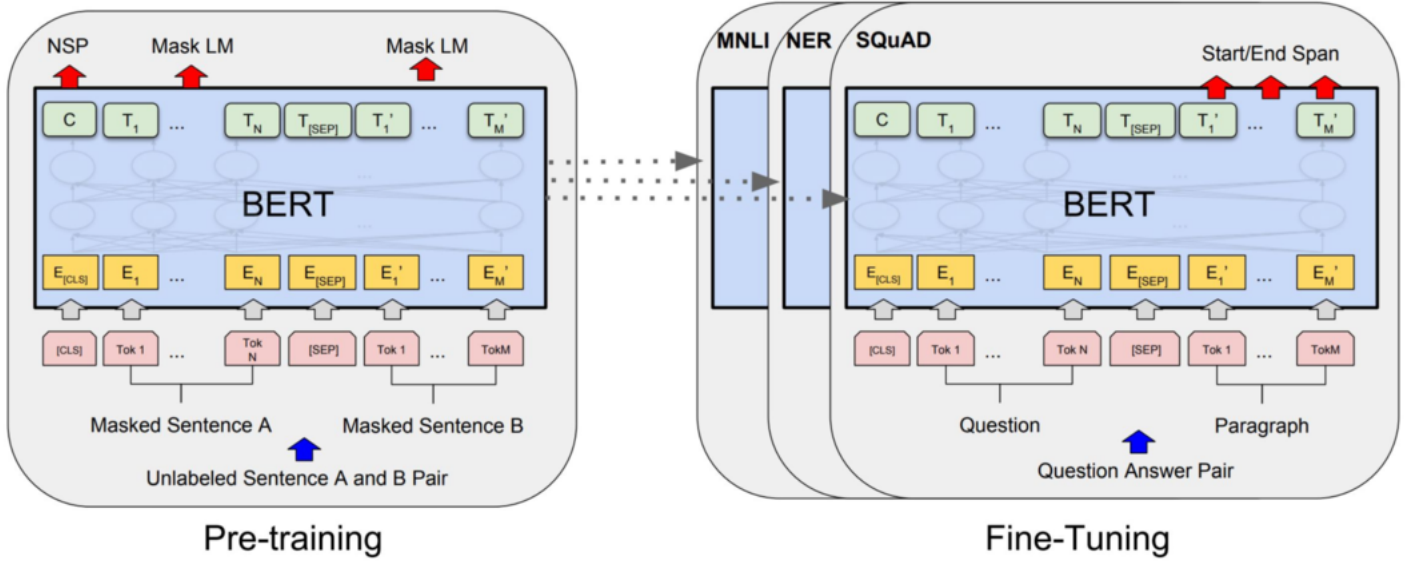 NSP Mask LM Mask LM
C T1 ... TN T[SEP] T1' ... TM'
... 
BERT
...
E[CLS] E1 ... EN E[SEP] E1' ... EM'
[CLS] Tok 1 ... Tok N [SEP] Tok 1 ... TokM
Masked Sentence A Masked Sentence B
Unlabeled Sentence A and B Pair
Pre-training
MNLI NER SQuAD
Start/End Span
C T1 ... TN T[SEP] T1' ... TM'
...
BERT
...
E[CLS] E1 ... EN E[SEP] E1' ... EM'
[CLS] Tok 1 ... Tok N [SEP] Tok 1 ... TokM
Question Paragraph
Question Answer Pair
Fine-Tuning